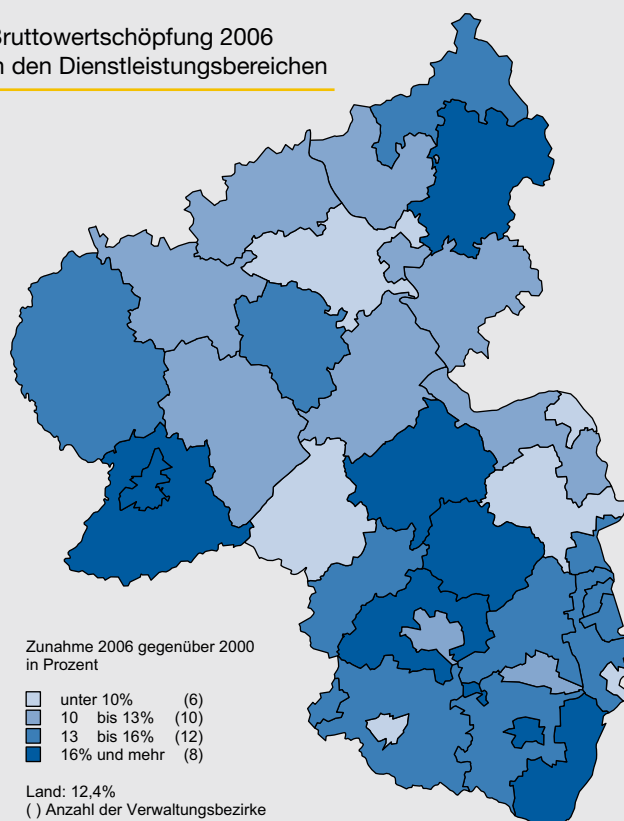 Bruttowertschöpfung 2006
in den Dienstleistungsbereichen
Zunahme 2006 gegenüber 2000
in Prozent
unter 10% (6)
10 bis 13% (10)
13 bis 16% (12)
16% und mehr (8)
Land: 12,4%
( ) Anzahl der Verwaltungsbezirke